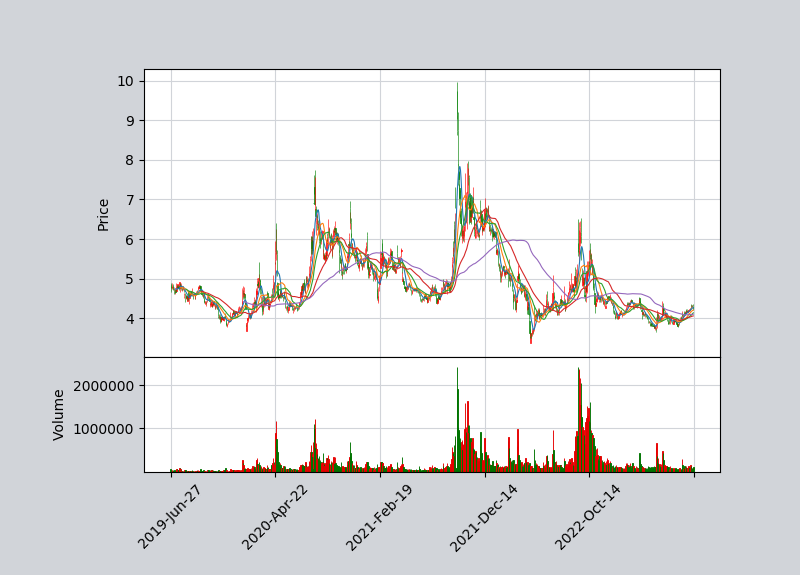 10
9
8
7
6
5
4
Price
2000000
1000000
Volume
2019-Jun-27
2020-Apr-22
2021-Feb-19
2021-Dec-14
2022-Oct-14